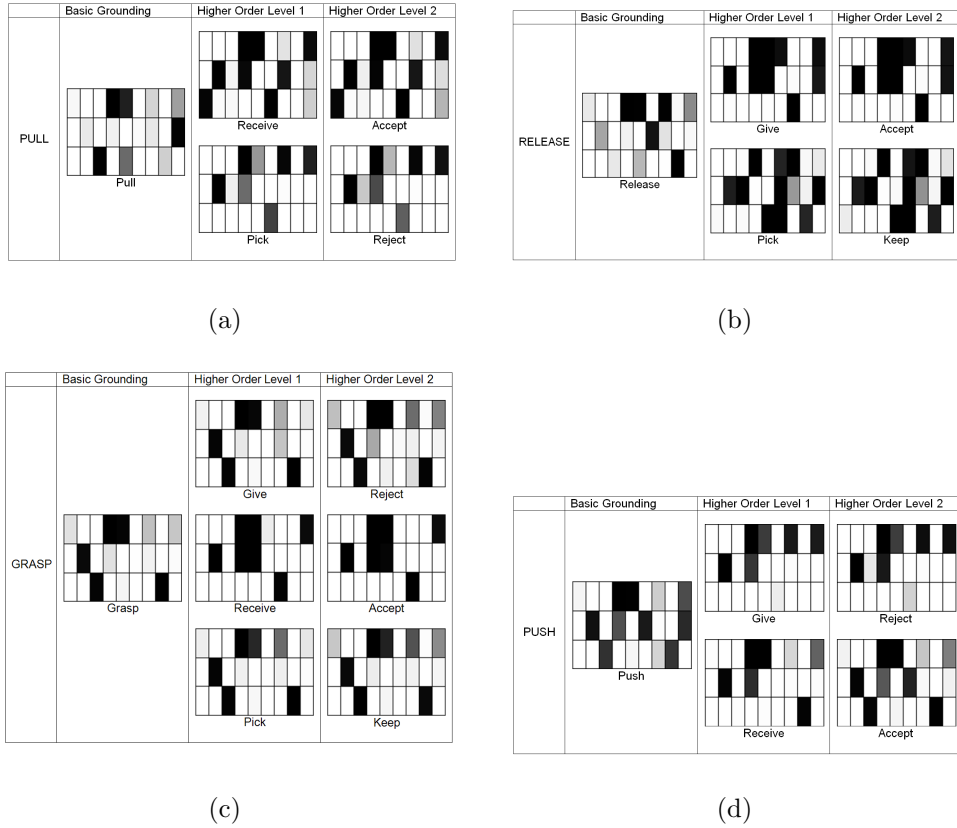 Basic Grounding Higher Order Level 1 Higher Order Level 2
PULL
Pull
Receive Accept
Pick Reject
(a)
Basic Grounding Higher Order Level 1 Higher Order Level 2
RELEASE
Release
Give Accept
Pick Keep
(b)
Basic Grounding Higher Order Level 1 Higher Order Level 2
GRASP
Grasp
Give Reject
Receive Accept
Pick Keep
(c)
Basic Grounding Higher Order Level 1 Higher Order Level 2
PUSH
Push
Give Reject
Receive Accept
(d)